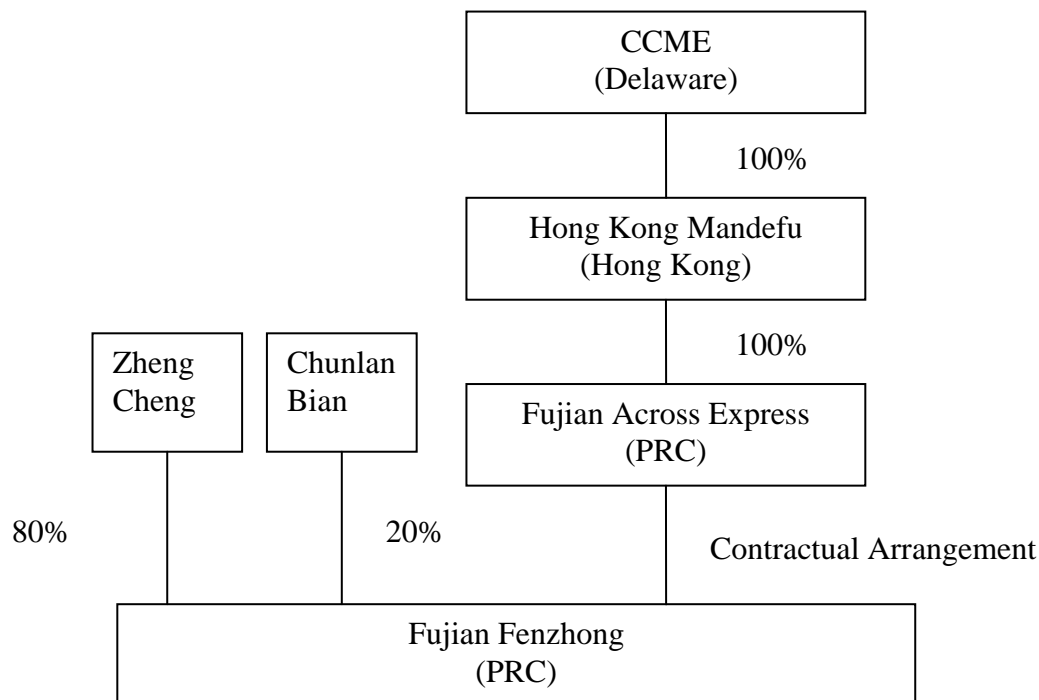 CCME
(Delaware)
100%
Hong Kong Mandefu
(Hong Kong)
100%
Zheng
Cheng
Chunlan
Bian
Fujian Across Express
(PRC)
80%
20%
Contractual Arrangement
Fujian Fenzhong
(PRC)